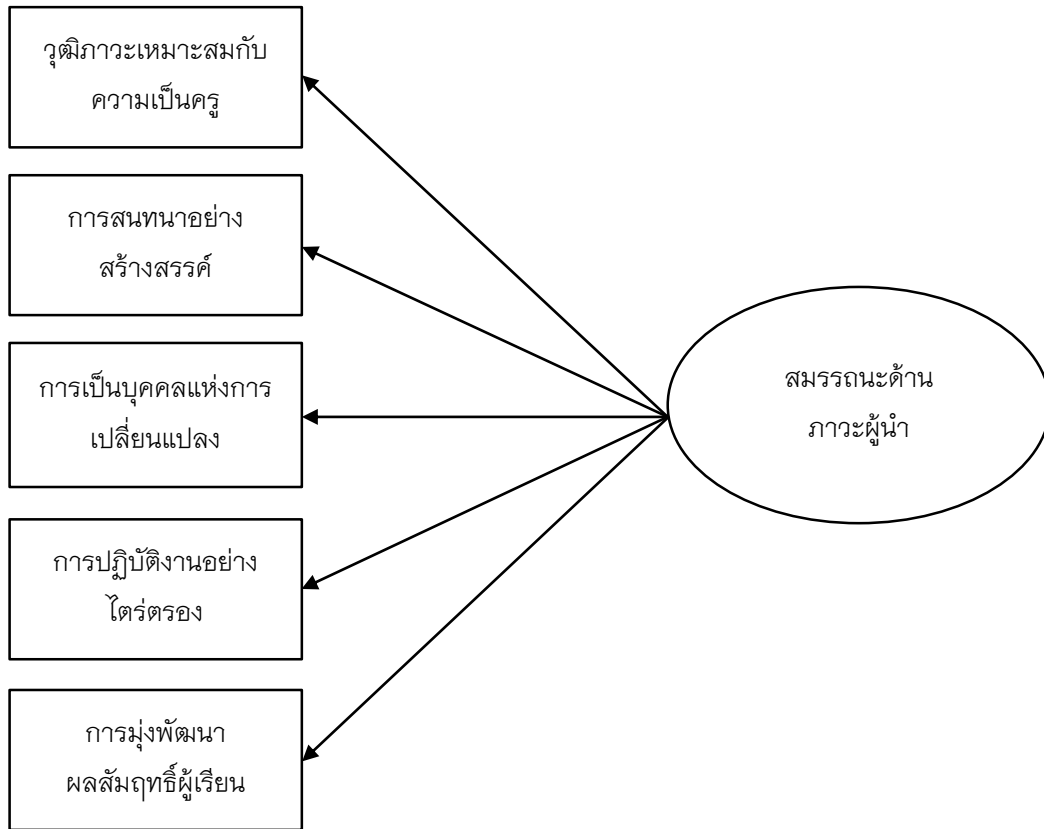 วุฒิภาวะเหมาะสมกับ
ความเป็นครู
การสนทนาอย่าง
สร้างสรรค์
การเป็นบุคคลแห่งการ
เปลี่ยนแปลง
การปฏิบัติงานอย่าง
ไตร่ตรอง
การมุ่งพัฒนา
ผลสัมฤทธิ์ผู้เรียน
สมรรถนะด้าน
ภาวะผู้นำ